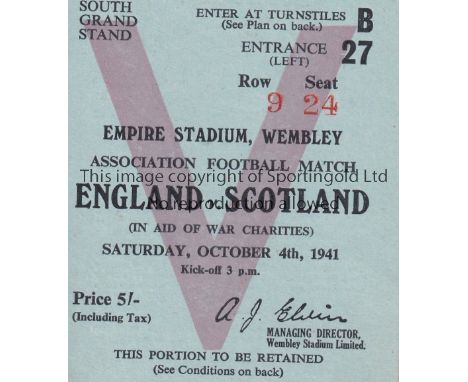 SOUTH GRAND STAND
ENTER AT TURNSTILES B
(See Plan on back.)
ENTRANCE 27
(LEFT)
Row Seat
9 24
EMPIRE STADIUM, WEMBLEY
ASSOCIATION FOOTBALL MATCH
This image copyright of Sportingold Ltd
ENGLAND v. SCOTLAND
No reproduction allowed
(IN AID OF WAR CHARITIES)
SATURDAY, OCTOBER 4th, 1941
Kick-off 3 p.m.
Price 5/-
(Including Tax)
A. J. Elvin
MANAGING DIRECTOR,
Wembley Stadium Limited.
THIS PORTION TO BE RETAINED
(See Conditions on back)